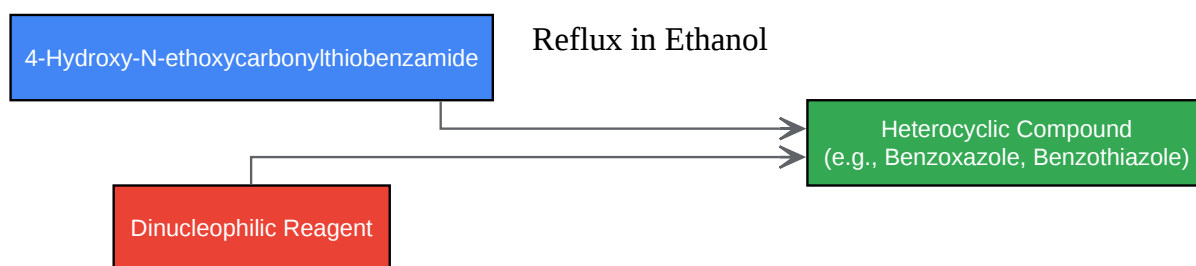 4-Hydroxy-N-ethoxycarbonylthiobenzamide
Reflux in Ethanol
Heterocyclic Compound
(e.g., Benzoxazole, Benzothiazole)
Dinucleophilic Reagent